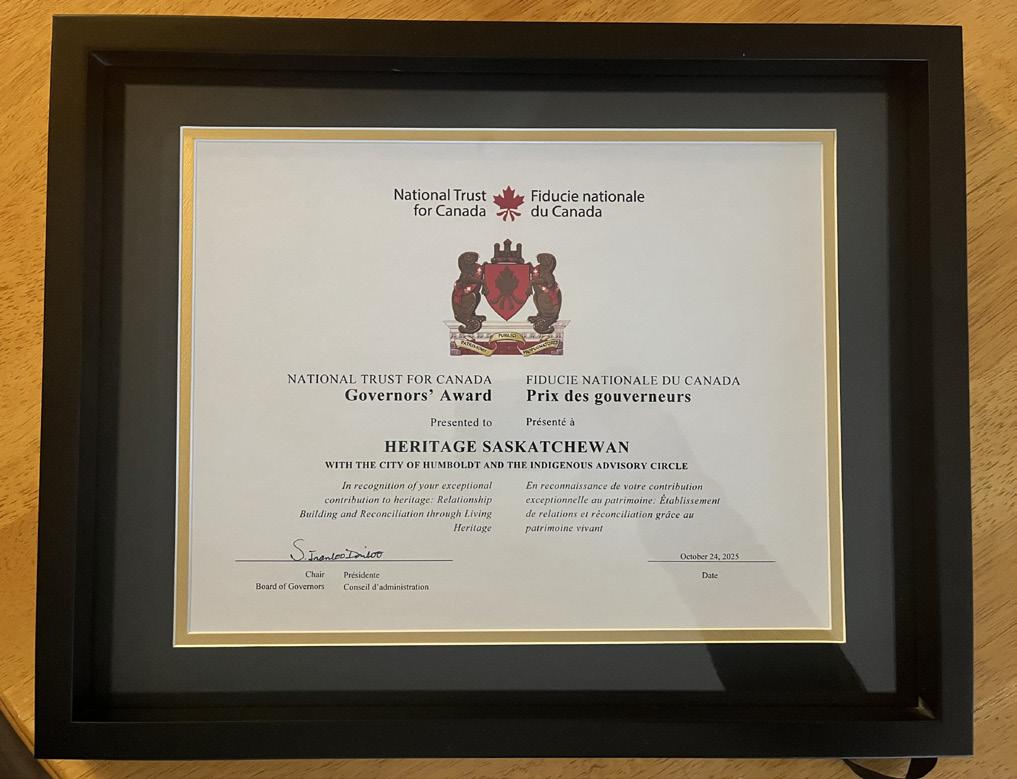 National Trust
for Canada
Fiducie nationale
du Canada
PUBLICI
NATIONAL TRUST FOR CANADA
Governors' Award
FIDUCIE NATIONALE DU CANADA
Prix des gouverneurs
Presented to
Présenté à
HERITAGE SASKATCHEWAN
WITH THE CITY OF HUMBOLDT AND THE INDIGENOUS ADVISORY CIRCLE
In recognition of your exceptional
contribution to heritage: Relationship
Building and Reconciliation through Living
Heritage
En reconnaissance de votre contribution
exceptionnelle au patrimoine: Établissement
de relations et réconciliation grâce au
patrimoine vivant
October 24, 2025
Chair
Board of Governors
Présidente
Conseil d'administration
Date